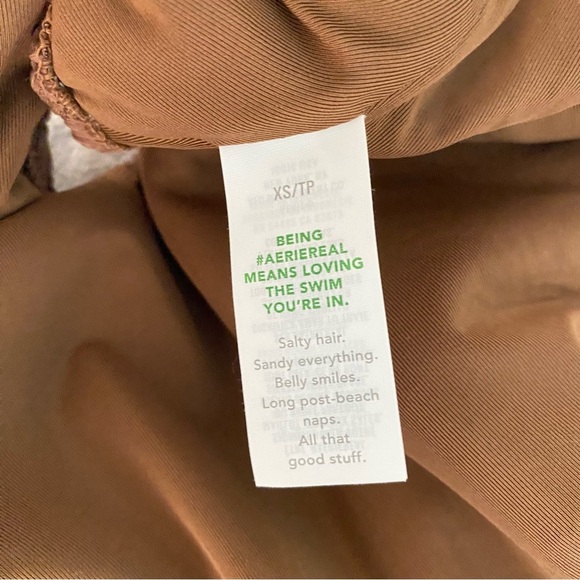 XS/TP
BEING
#AERIEREAL
MEANS LOVING
THE SWIM
YOU'RE IN.
Salty hair.
Sandy everything.
Belly smiles.
Long post-beach
naps.
All that
good stuff.